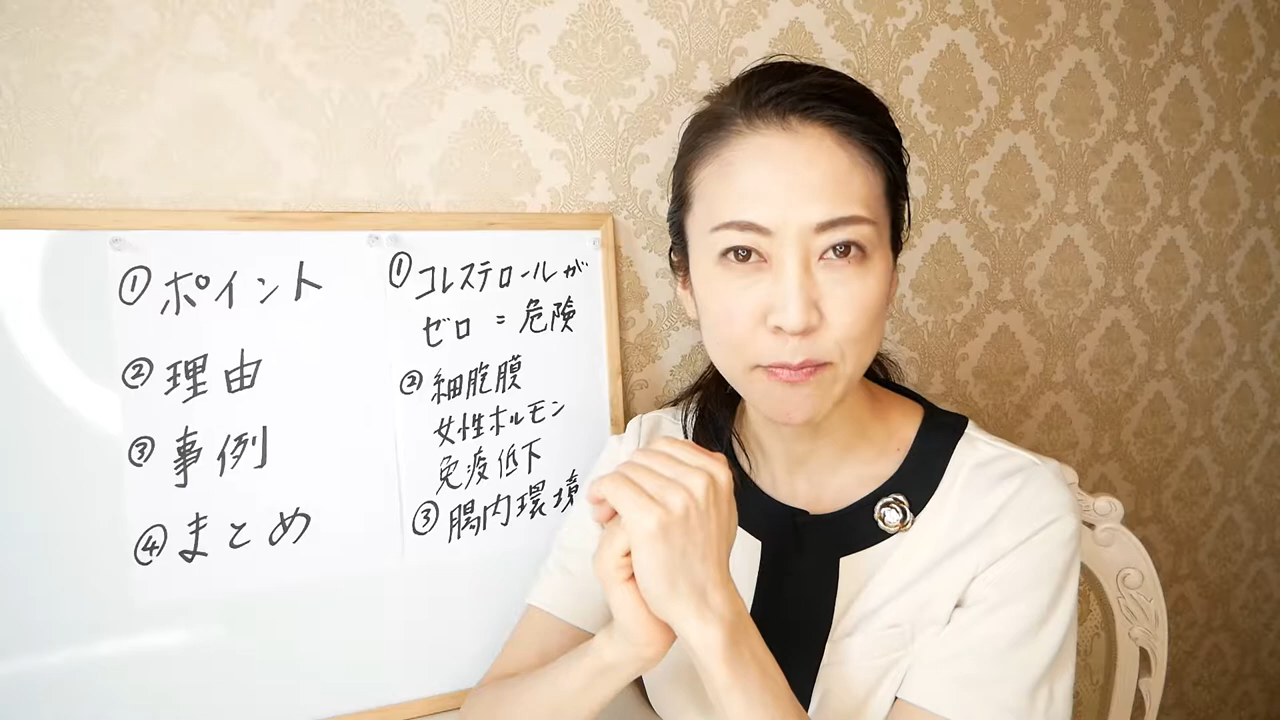 ①ポイント
②理由
③事例
④まとめ
①コレステロールが
ゼロ=危険
②細胞膜
女性ホルモン
免疫低下
③腸内環境